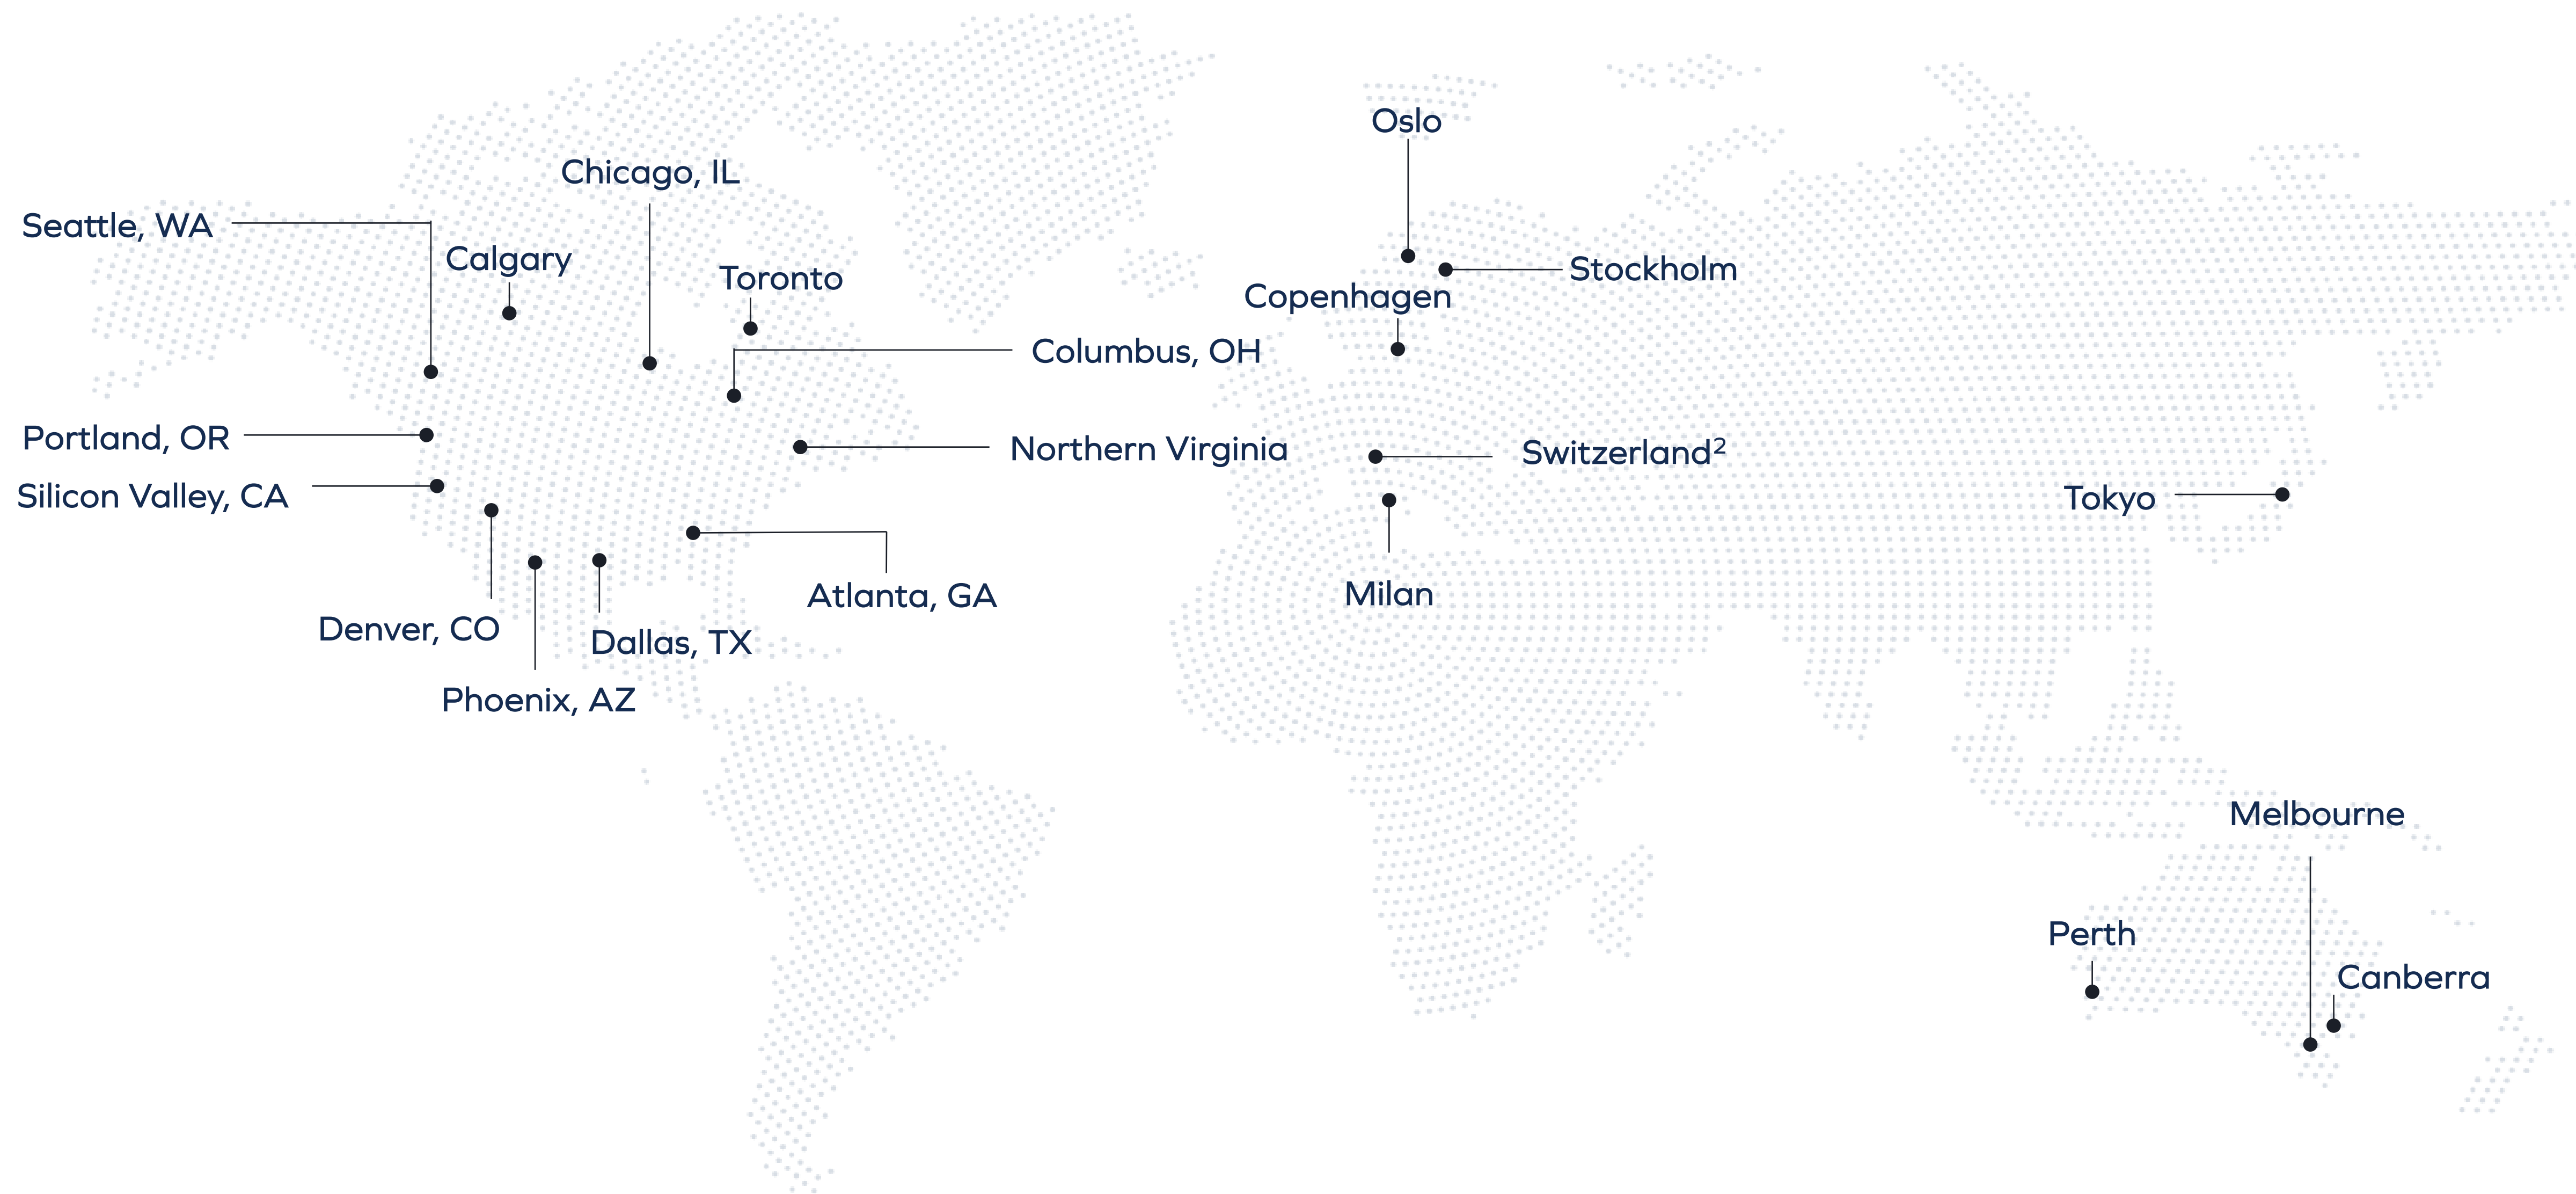 Oslo
Chicago, IL
Seattle, WA
Calgary
Toronto
Stockholm
Copenhagen
Columbus, OH
Portland, OR
Northern Virginia
Switzerland²
Silicon Valley, CA
Tokyo
Milan
Atlanta, GA
Denver, CO
Dallas, TX
Phoenix, AZ
Melbourne
Perth
Canberra